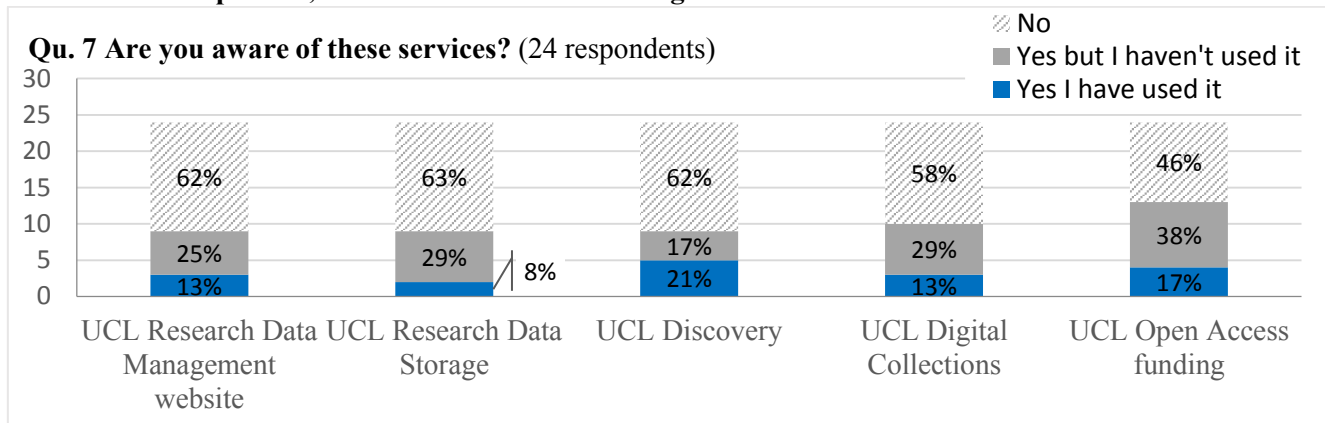 Qu. 7 Are you aware of these services? (24 respondents)
No
Yes but I haven't used it
Yes I have used it
30
25
20
15
10
5
0
62% 63% 62% 58% 46%
25% 29% 17% 29% 38%
13% 8% 21% 13% 17%
UCL Research Data Management website
UCL Research Data Storage
UCL Discovery
UCL Digital Collections
UCL Open Access funding